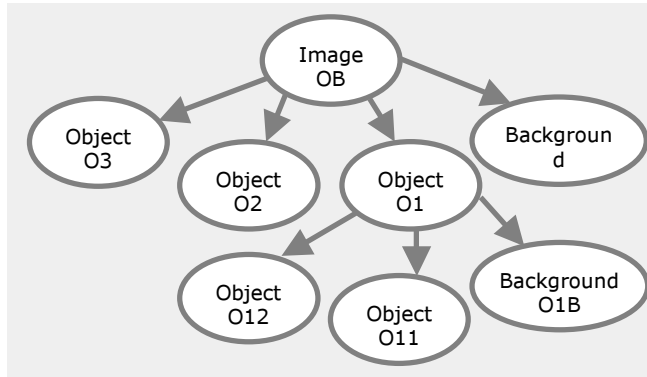 Image
OB
Object
O3
Object
O2
Object
O1
Backgroun
d
Object
O12
Object
O11
Background
O1B